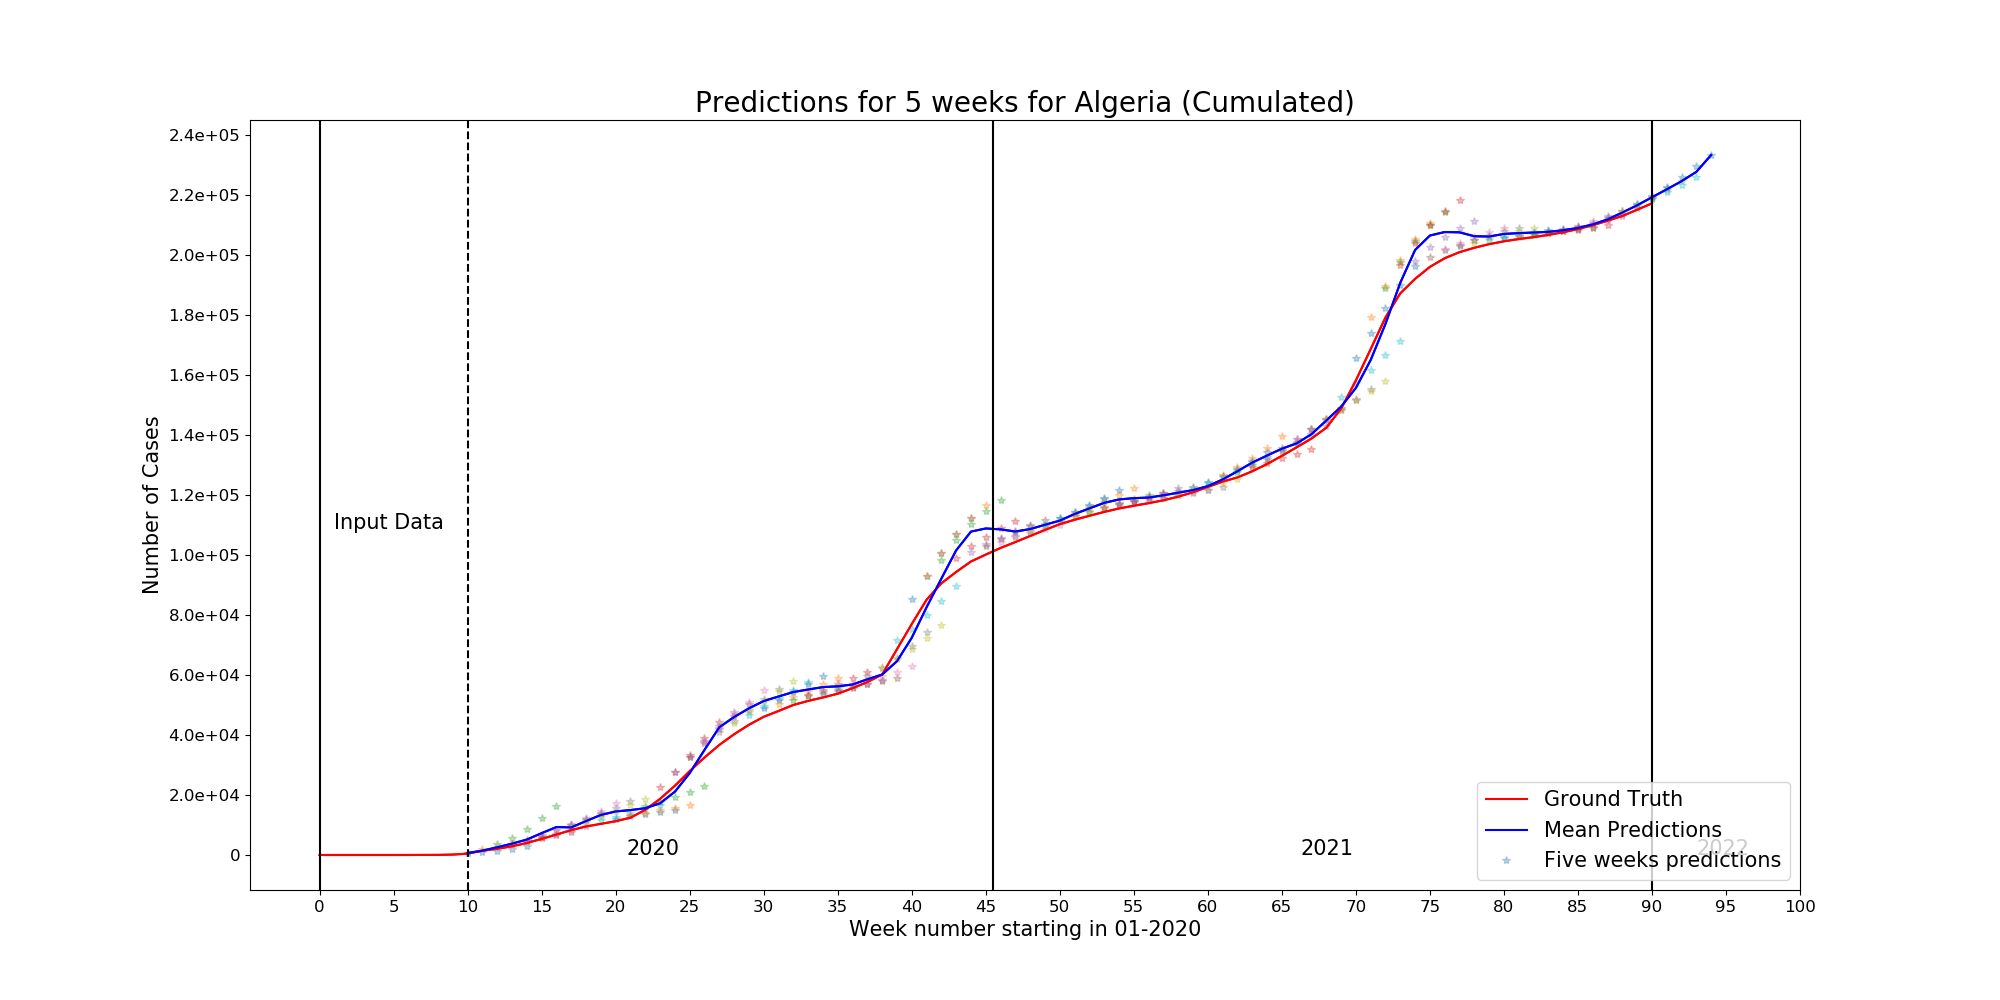 Predictions for 5 weeks for Algeria (Cumulated)
2.4e+05
2.2e+05
2.0e+05
1.8e+05
1.6e+05
1.4e+05
1.2e+05
1.0e+05
8.0e+04
6.0e+04
4.0e+04
2.0e+04
0
Number of Cases
Input Data
2020
2021
2022
Ground Truth
Mean Predictions
Five weeks predictions
0 5 10 15 20 25 30 35 40 45 50 55 60 65 70 75 80 85 90 95 100
Week number starting in 01-2020